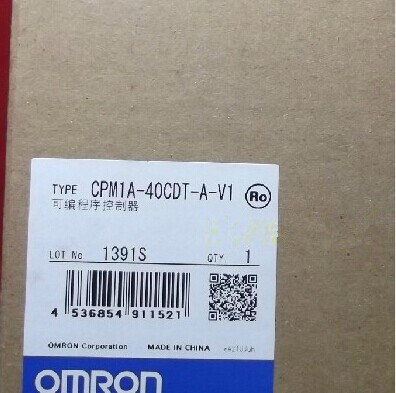 TYPE CPM1A-40CDT-A-V1 Ro
可编程序控制器
LOT No 1391S QTY 1
4 536854 911521
OMRON Corporation MADE IN CHINA
OMRON